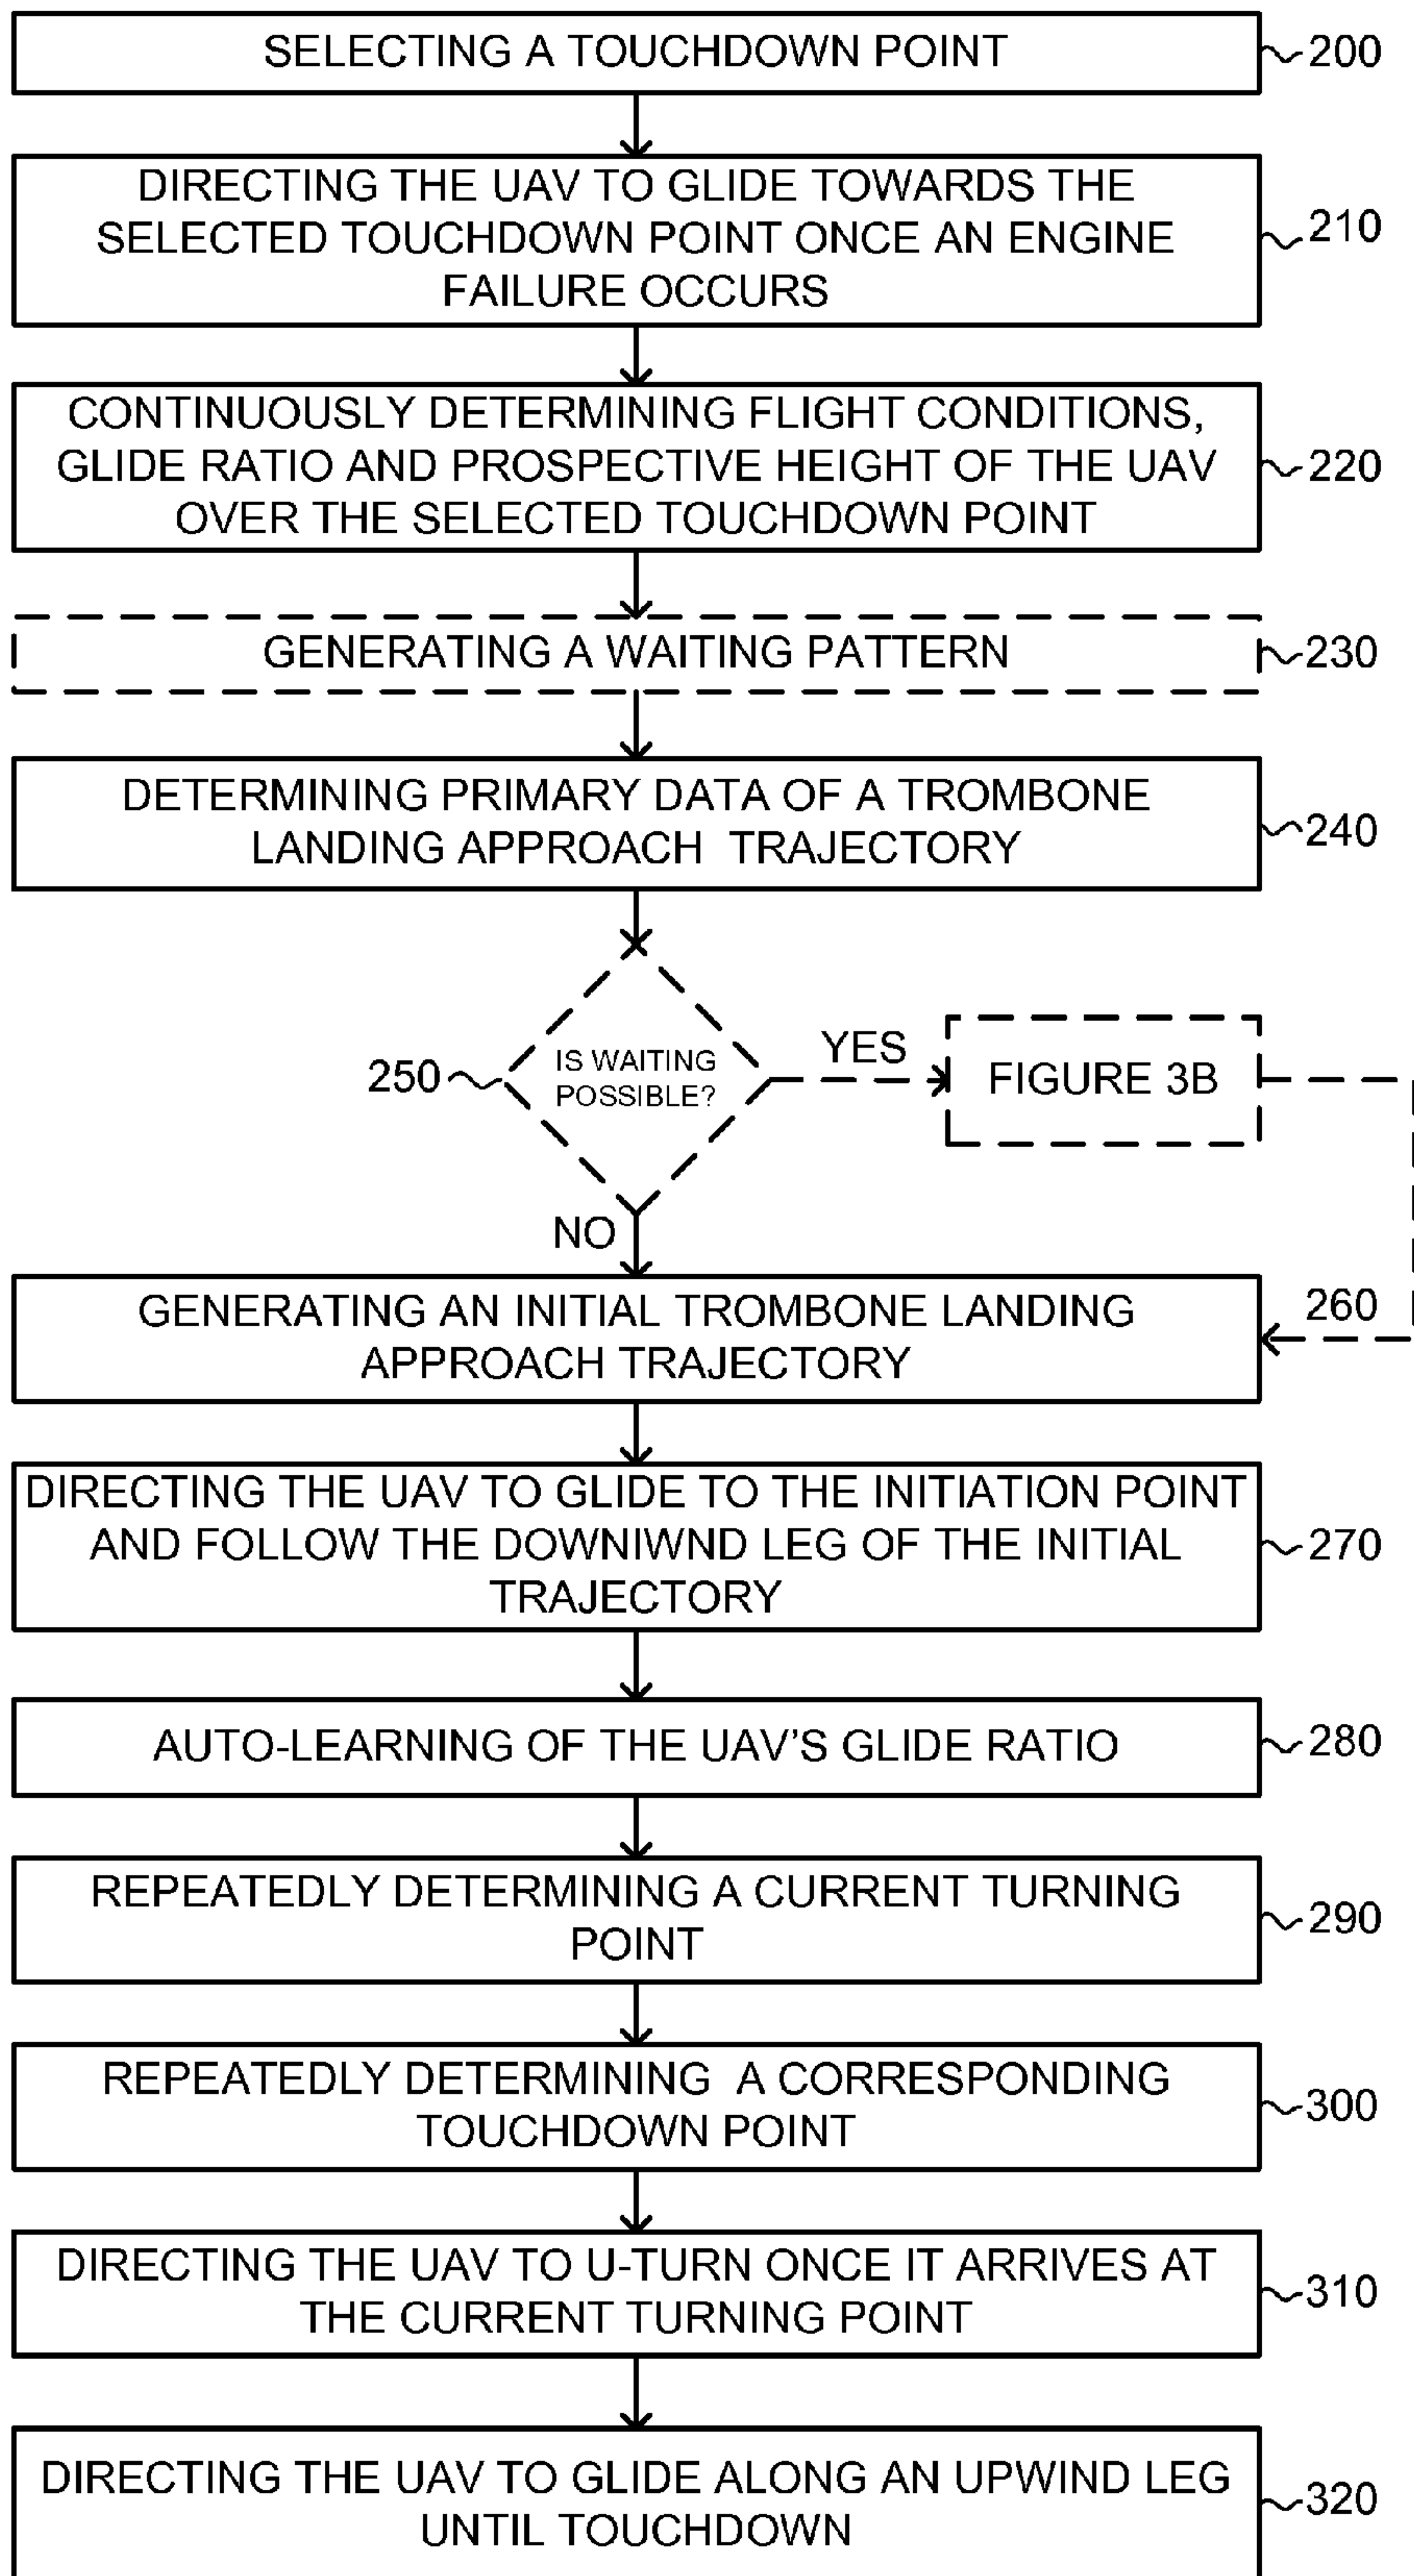 SELECTING A TOUCHDOWN POINT
200
DIRECTING THE UAV TO GLIDE TOWARDS THE
SELECTED TOUCHDOWN POINT ONCE AN ENGINE
FAILURE OCCURS
210
CONTINUOUSLY DETERMINING FLIGHT CONDITIONS,
GLIDE RATIO AND PROSPECTIVE HEIGHT OF THE UAV
OVER THE SELECTED TOUCHDOWN POINT
220
GENERATING A WAITING PATTERN
230
DETERMINING PRIMARY DATA OF A TROMBONE
LANDING APPROACH TRAJECTORY
240
250
IS WAITING
POSSIBLE?
YES
FIGURE 3B
NO
GENERATING AN INITIAL TROMBONE LANDING
APPROACH TRAJECTORY
260
DIRECTING THE UAV TO GLIDE TO THE INITIATION POINT
AND FOLLOW THE DOWNIWND LEG OF THE INITIAL
TRAJECTORY
270
AUTO-LEARNING OF THE UAV'S GLIDE RATIO
280
REPEATEDLY DETERMINING A CURRENT TURNING
POINT
290
REPEATEDLY DETERMINING A CORRESPONDING
TOUCHDOWN POINT
300
DIRECTING THE UAV TO U-TURN ONCE IT ARRIVES AT
THE CURRENT TURNING POINT
310
DIRECTING THE UAV TO GLIDE ALONG AN UPWIND LEG
UNTIL TOUCHDOWN
320